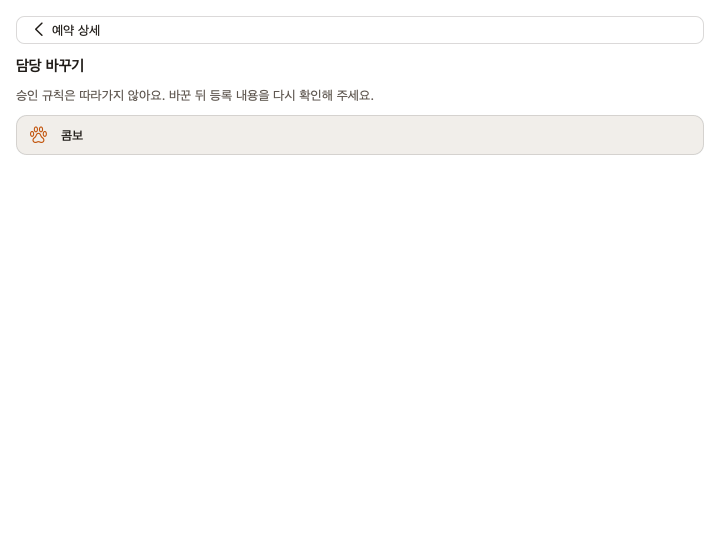 예약 상세
담당 바꾸기
승인 규칙은 따라가지 않아요. 바꾼 뒤 등록 내용을 다시 확인해 주세요.
콤보